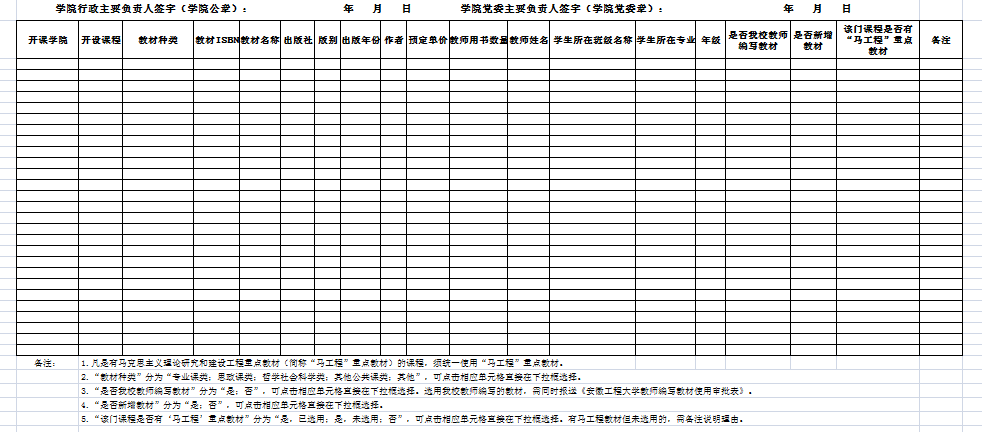 学院行政主要负责人签字（学院公章）： 年 月 日 学院党委主要负责人签字（学院党委章）： 年 月 日
开课学院 开设课程 教材种类 教材ISBN 教材名称 出版社 版别 出版年份 作者 预定单价 教师用书数量 教师姓名 学生所在班级名称 学生所在专业 年级 是否我校教师编写教材 是否新增教材 该门课程是否有“马工程”重点教材 备注
备注： 1.凡是有马克思主义理论研究和建设工程重点教材（简称“马工程”重点教材）的课程，须统一使用“马工程”重点教材。
2.“教材种类”分为“专业课类；思政课类；哲学社会科学类；其他公共课类；其他”，可点击相应单元格直接在下拉框选择。
3.“是否我校教师编写教材”分为“是；否”，可点击相应单元格直接在下拉框选择。选用我校教师编写的教材，需同时报送《安徽工程大学教师编写教材使用审批表》。
4.“是否新增教材”分为“是；否”，可点击相应单元格直接在下拉框选择。
5.“该门课程是否有‘马工程’重点教材”分为“是，已选用；是，未选用；否”，可点击相应单元格直接在下拉框选择。有马工程教材但未选用的，需备注说明理由。